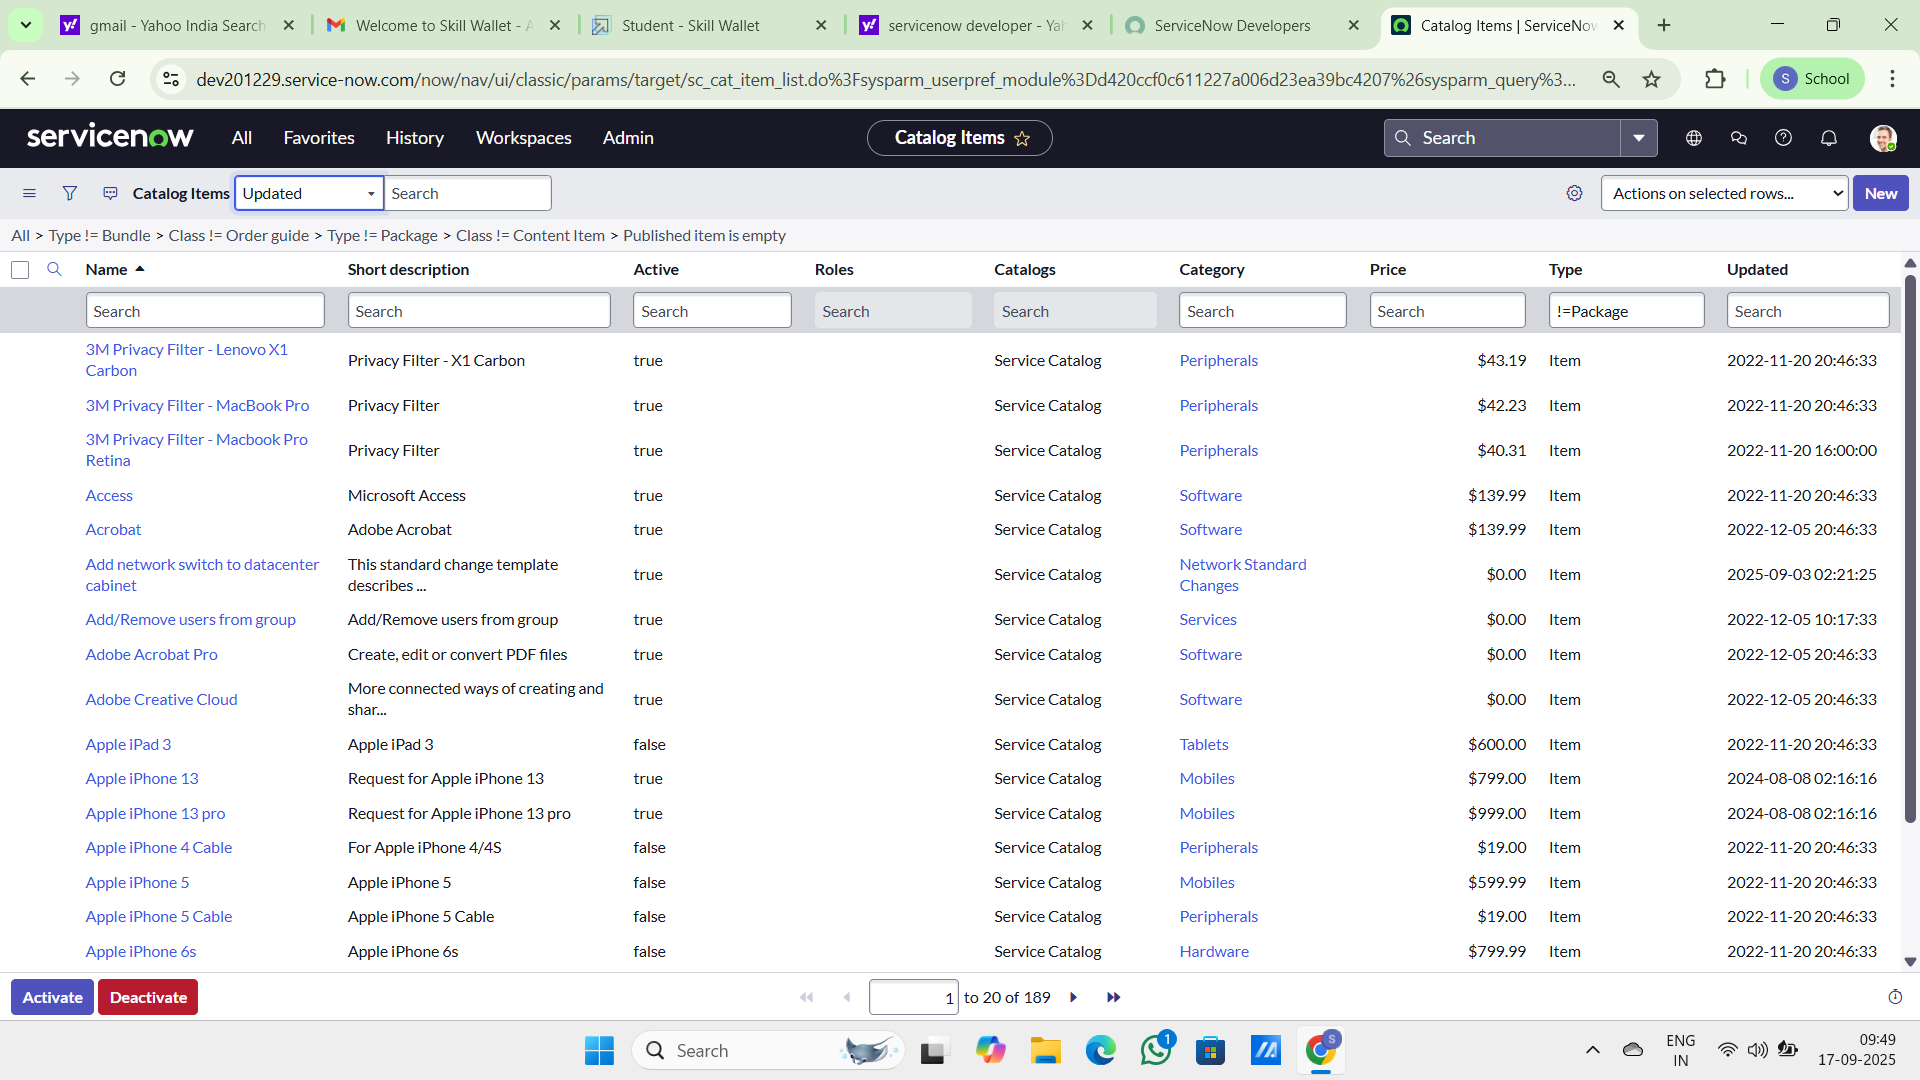 gmail - Yahoo India Search
Welcome to Skill Wallet - A
Student - Skill Wallet
servicenow developer - Yah
ServiceNow Developers
Catalog Items | ServiceNow
dev201229.service-now.com/now/nav/ui/classic/params/target/sc_cat_item_list.do%3Fsysparm_userpref_module%3Dd420ccf0c611227a006d23ea39bc4207%26sysparm_query%3...
S School
servicenow All Favorites History Workspaces Admin Catalog Items Search
Catalog Items Updated Search Actions on selected rows... New
All > Type != Bundle > Class != Order guide > Type != Package > Class != Content Item > Published item is empty
Name Short description Active Roles Catalogs Category Price Type Updated
Search Search Search Search Search Search Search !=Package Search
3M Privacy Filter - Lenovo X1
Carbon
Privacy Filter - X1 Carbon true Service Catalog Peripherals $43.19 Item 2022-11-20 20:46:33
3M Privacy Filter - MacBook Pro Privacy Filter true Service Catalog Peripherals $42.23 Item 2022-11-20 20:46:33
3M Privacy Filter - Macbook Pro
Retina
Privacy Filter true Service Catalog Peripherals $40.31 Item 2022-11-20 16:00:00
Access Microsoft Access true Service Catalog Software $139.99 Item 2022-11-20 20:46:33
Acrobat Adobe Acrobat true Service Catalog Software $139.99 Item 2022-12-05 20:46:33
Add network switch to datacenter
cabinet
This standard change template
describes ...
true Service Catalog
Network Standard
Changes
$0.00 Item 2025-09-03 02:21:25
Add/Remove users from group Add/Remove users from group true Service Catalog Services $0.00 Item 2022-12-05 10:17:33
Adobe Acrobat Pro Create, edit or convert PDF files true Service Catalog Software $0.00 Item 2022-12-05 20:46:33
Adobe Creative Cloud
More connected ways of creating and
shar...
true Service Catalog Software $0.00 Item 2022-12-05 20:46:33
Apple iPad 3 Apple iPad 3 false Service Catalog Tablets $600.00 Item 2022-11-20 20:46:33
Apple iPhone 13 Request for Apple iPhone 13 true Service Catalog Mobiles $799.00 Item 2024-08-08 02:16:16
Apple iPhone 13 pro Request for Apple iPhone 13 pro true Service Catalog Mobiles $999.00 Item 2024-08-08 02:16:16
Apple iPhone 4 Cable For Apple iPhone 4/4S false Service Catalog Peripherals $19.00 Item 2022-11-20 20:46:33
Apple iPhone 5 Apple iPhone 5 false Service Catalog Mobiles $599.99 Item 2022-11-20 20:46:33
Apple iPhone 5 Cable Apple iPhone 5 Cable false Service Catalog Peripherals $19.00 Item 2022-11-20 20:46:33
Apple iPhone 6s Apple iPhone 6s false Service Catalog Hardware $799.99 Item 2022-11-20 20:46:33
Activate Deactivate 1 to 20 of 189
Search
1
S
ENG
IN
09:49
17-09-2025